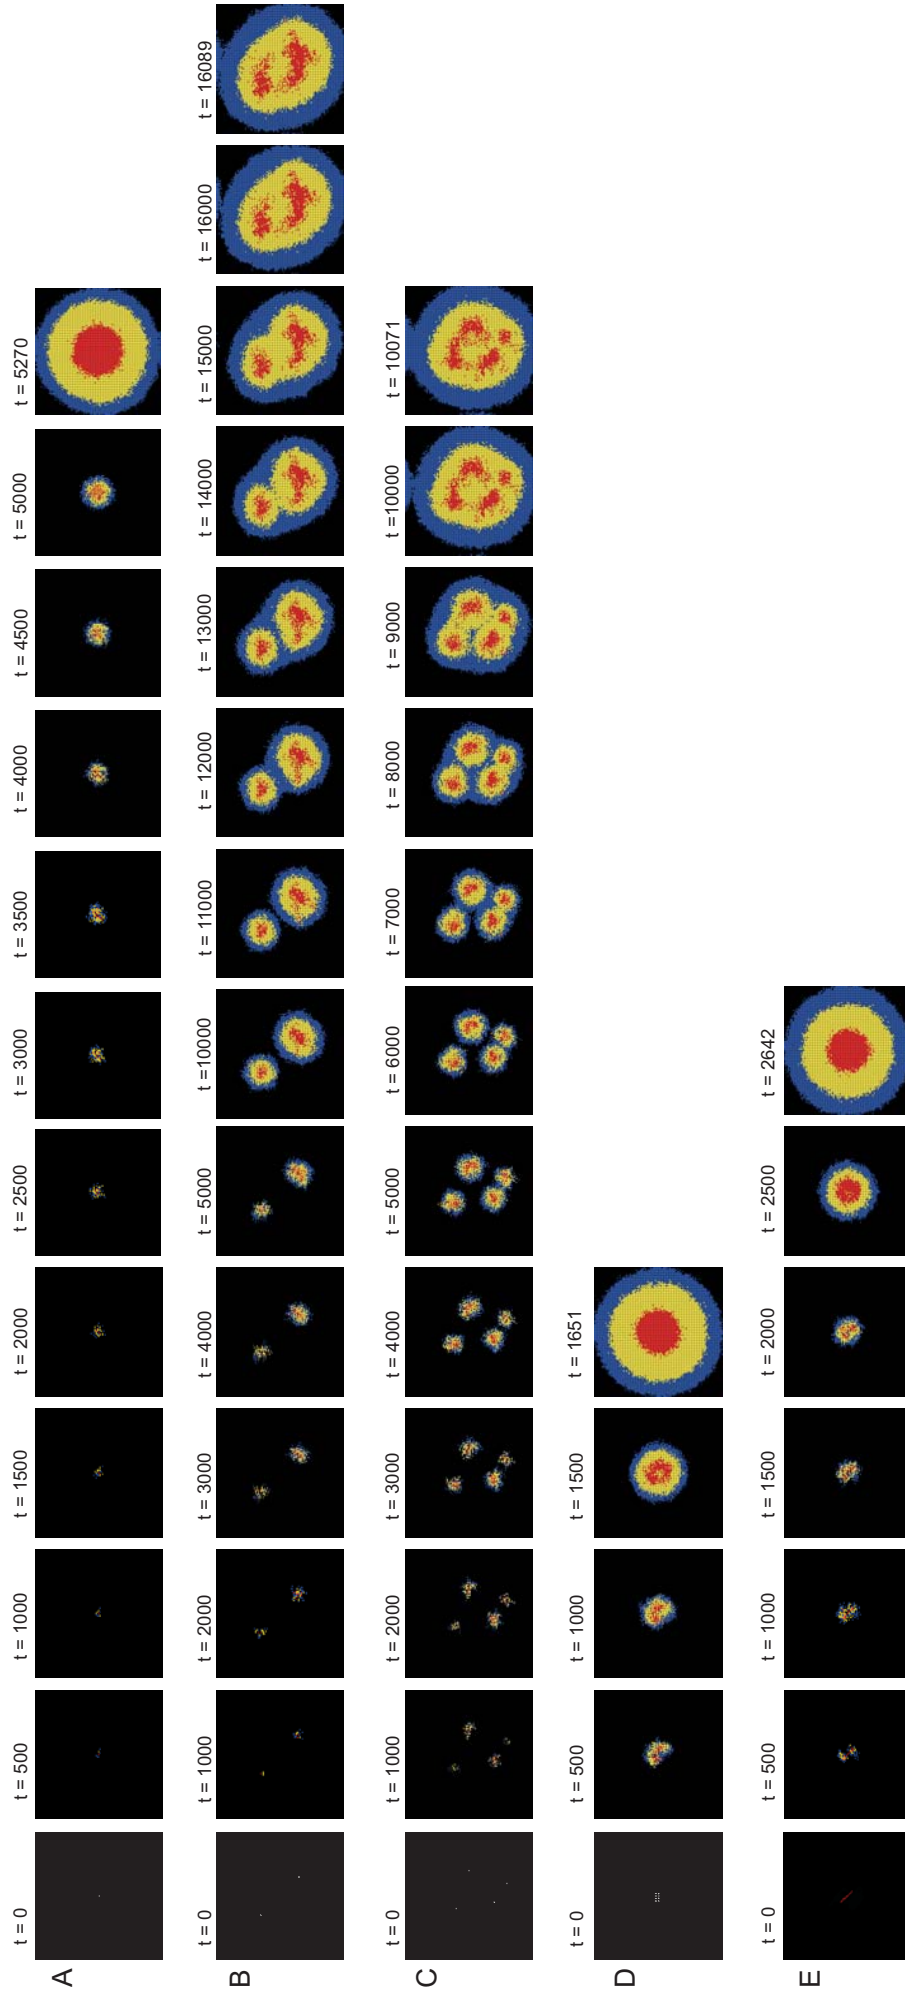 A
t = 0
t = 500
t = 1000
t = 1500
t = 2000
t = 2500
t = 3000
t = 3500
t = 4000
t = 4500
t = 5000
t = 5270
B
t = 0
t = 1000
t = 2000
t = 3000
t = 4000
t = 5000
t =10000
t = 11000
t = 12000
t = 13000
t = 14000
t = 15000
t = 16000
t = 16089
C
t = 0
t = 1000
t = 2000
t = 3000
t = 4000
t = 5000
t = 6000
t = 7000
t = 8000
t = 9000
t =10000
t = 10071
D
t = 0
t = 500
t = 1000
t = 1500
t = 1651
E
t = 0
t = 500
t = 1000
t = 1500
t = 2000
t = 2500
t = 2642